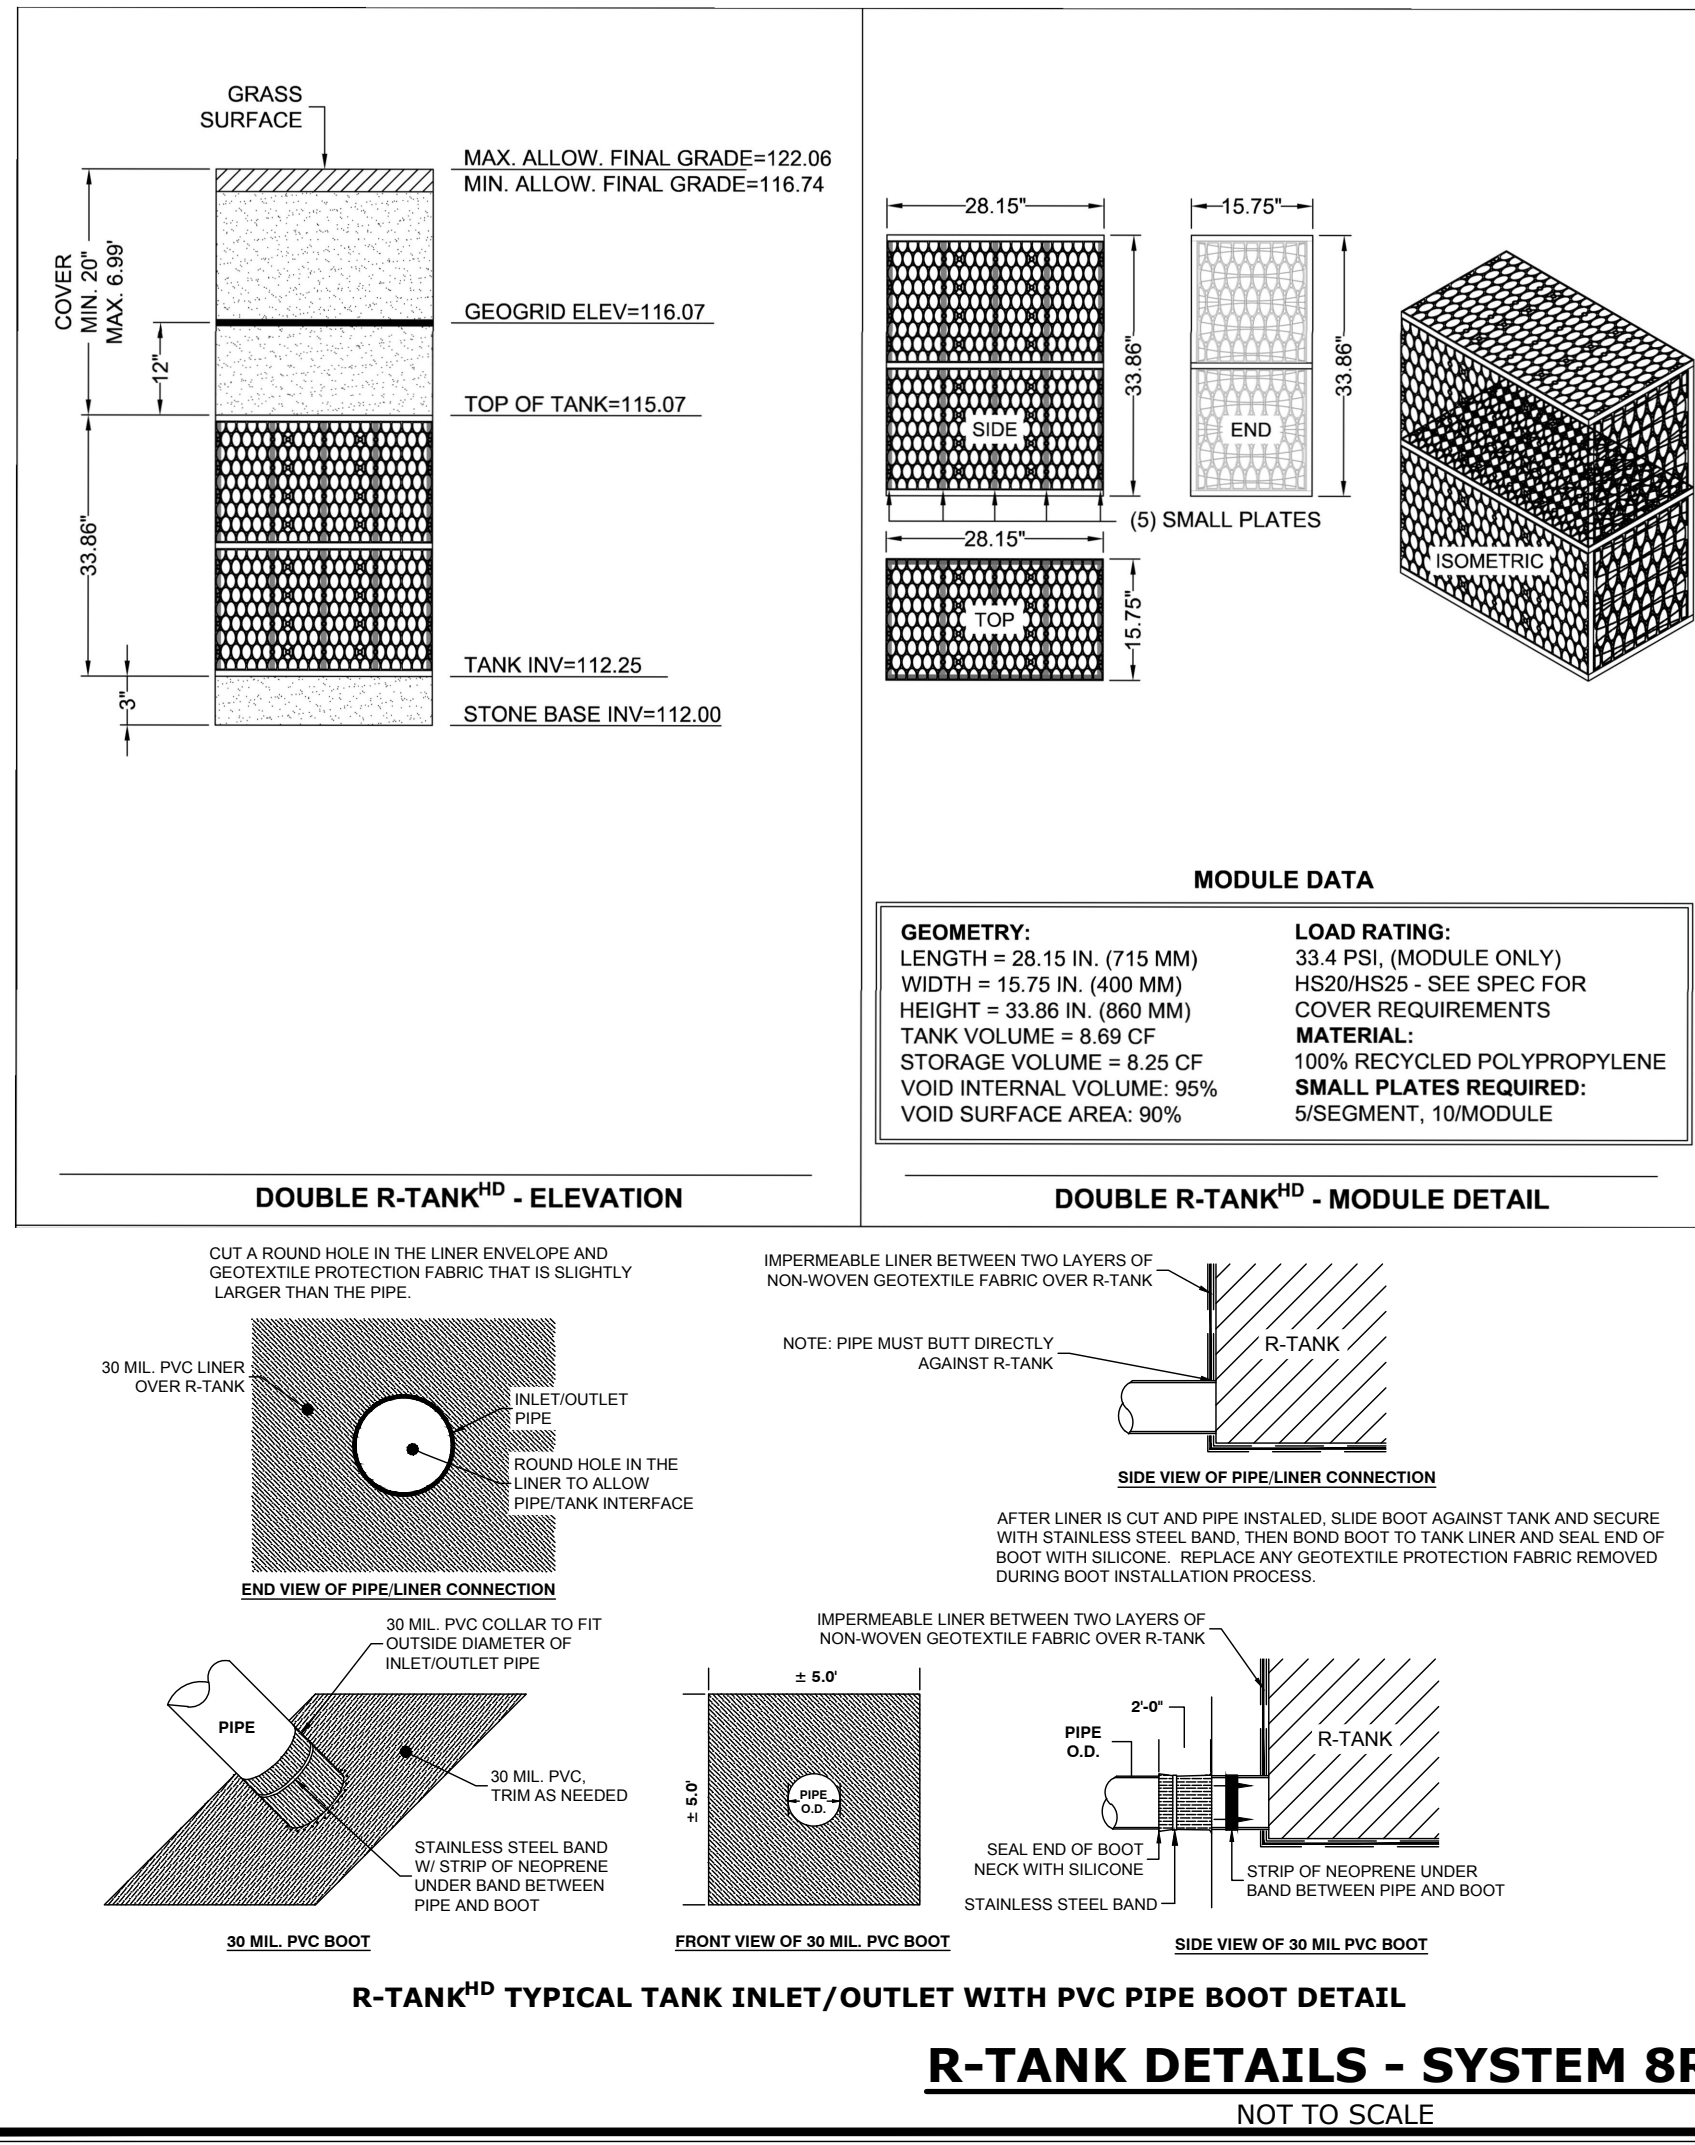 GRASS
SURFACE
MAX. ALLOW. FINAL GRADE=122.06
MIN. ALLOW. FINAL GRADE=116.74
COVER
MIN. 20"
MAX. 6.99'
12"
GEOGRID ELEV=116.07
TOP OF TANK=115.07
33.86"
TANK INV=112.25
3"
STONE BASE INV=112.00
DOUBLE R-TANKHD - ELEVATION
28.15"
15.75"
33.86"
33.86"
SIDE
END
(5) SMALL PLATES
28.15"
TOP
15.75"
ISOMETRIC
MODULE DATA
GEOMETRY:
LENGTH = 28.15 IN. (715 MM)
WIDTH = 15.75 IN. (400 MM)
HEIGHT = 33.86 IN. (860 MM)
TANK VOLUME = 8.69 CF
STORAGE VOLUME = 8.25 CF
VOID INTERNAL VOLUME: 95%
VOID SURFACE AREA: 90%
LOAD RATING:
33.4 PSI, (MODULE ONLY)
HS20/HS25 - SEE SPEC FOR
COVER REQUIREMENTS
MATERIAL:
100% RECYCLED POLYPROPYLENE
SMALL PLATES REQUIRED:
5/SEGMENT, 10/MODULE
DOUBLE R-TANKHD - MODULE DETAIL
CUT A ROUND HOLE IN THE LINER ENVELOPE AND
GEOTEXTILE PROTECTION FABRIC THAT IS SLIGHTLY
LARGER THAN THE PIPE.
30 MIL. PVC LINER
OVER R-TANK
INLET/OUTLET
PIPE
ROUND HOLE IN THE
LINER TO ALLOW
PIPE/TANK INTERFACE
END VIEW OF PIPE/LINER CONNECTION
IMPERMEABLE LINER BETWEEN TWO LAYERS OF
NON-WOVEN GEOTEXTILE FABRIC OVER R-TANK
NOTE: PIPE MUST BUTT DIRECTLY
AGAINST R-TANK
R-TANK
SIDE VIEW OF PIPE/LINER CONNECTION
AFTER LINER IS CUT AND PIPE INSTALED, SLIDE BOOT AGAINST TANK AND SECURE
WITH STAINLESS STEEL BAND, THEN BOND BOOT TO TANK LINER AND SEAL END OF
BOOT WITH SILICONE. REPLACE ANY GEOTEXTILE PROTECTION FABRIC REMOVED
DURING BOOT INSTALLATION PROCESS.
30 MIL. PVC COLLAR TO FIT
OUTSIDE DIAMETER OF
INLET/OUTLET PIPE
PIPE
30 MIL. PVC,
TRIM AS NEEDED
STAINLESS STEEL BAND
W/ STRIP OF NEOPRENE
UNDER BAND BETWEEN
PIPE AND BOOT
30 MIL. PVC BOOT
± 5.0'
± 5.0'
PIPE
O.D.
FRONT VIEW OF 30 MIL. PVC BOOT
IMPERMEABLE LINER BETWEEN TWO LAYERS OF
NON-WOVEN GEOTEXTILE FABRIC OVER R-TANK
2'-0"
PIPE
O.D.
R-TANK
SEAL END OF BOOT
NECK WITH SILICONE
STAINLESS STEEL BAND
STRIP OF NEOPRENE UNDER
BAND BETWEEN PIPE AND BOOT
SIDE VIEW OF 30 MIL PVC BOOT
R-TANKHD TYPICAL TANK INLET/OUTLET WITH PVC PIPE BOOT DETAIL
R-TANK DETAILS - SYSTEM 8R
NOT TO SCALE